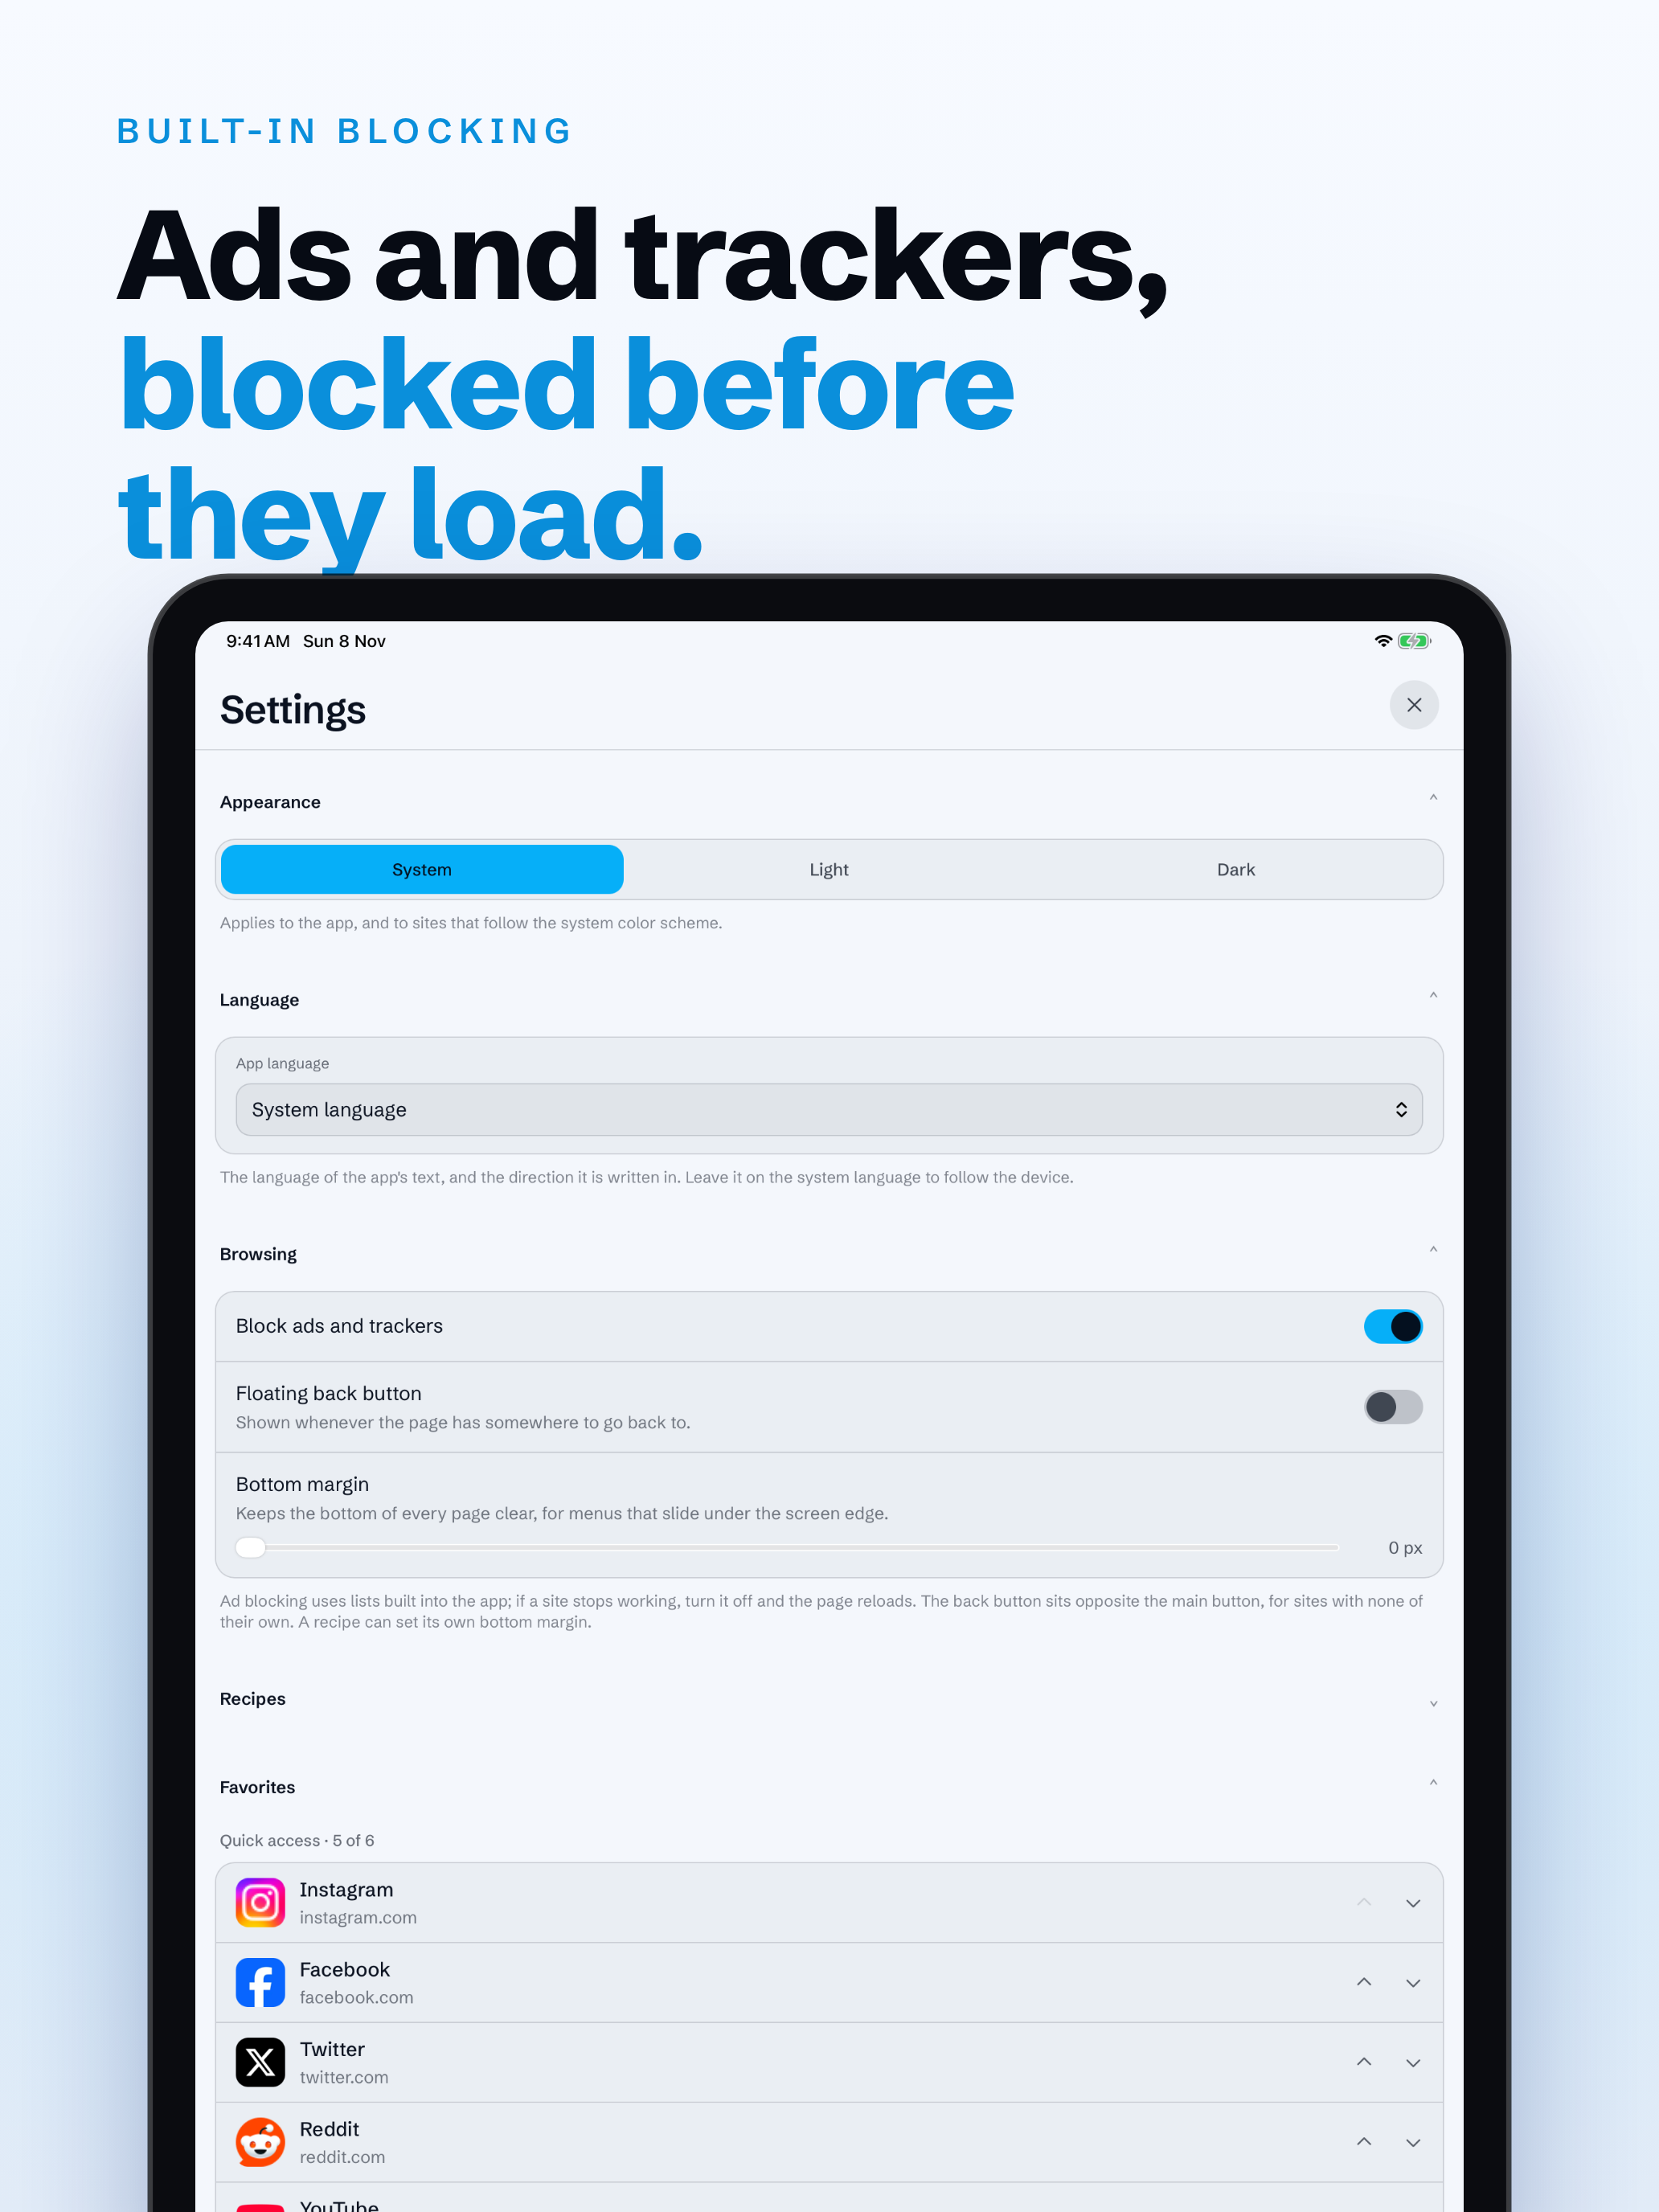 BUILT-IN BLOCKING
Ads and trackers,
blocked before
they load.
9:41 AM Sun 8 Nov
Settings
Appearance
System
Light
Dark
Applies to the app, and to sites that follow the system color scheme.
Language
App language
System language
The language of the app's text, and the direction it is written in. Leave it on the system language to follow the device.
Browsing
Block ads and trackers
Floating back button
Shown whenever the page has somewhere to go back to.
Bottom margin
Keeps the bottom of every page clear, for menus that slide under the screen edge.
0 px
Ad blocking uses lists built into the app; if a site stops working, turn it off and the page reloads. The back button sits opposite the main button, for sites with none of
their own. A recipe can set its own bottom margin.
Recipes
Favorites
Quick access · 5 of 6
Instagram
instagram.com
Facebook
facebook.com
Twitter
twitter.com
Reddit
reddit.com
YouTube